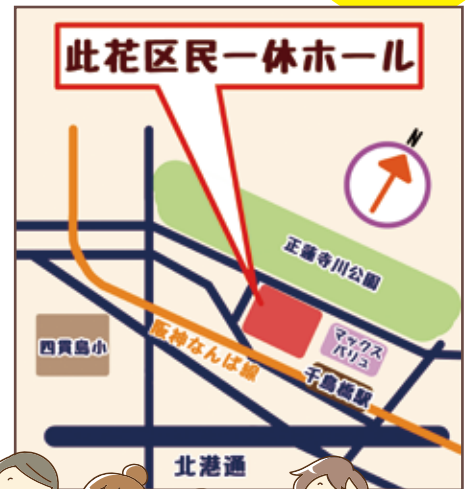 此花区民一休ホール
N
正蓮寺川公園
四貫島小
阪神なんば線
マックス
バリュ
千鳥橋駅
北港通